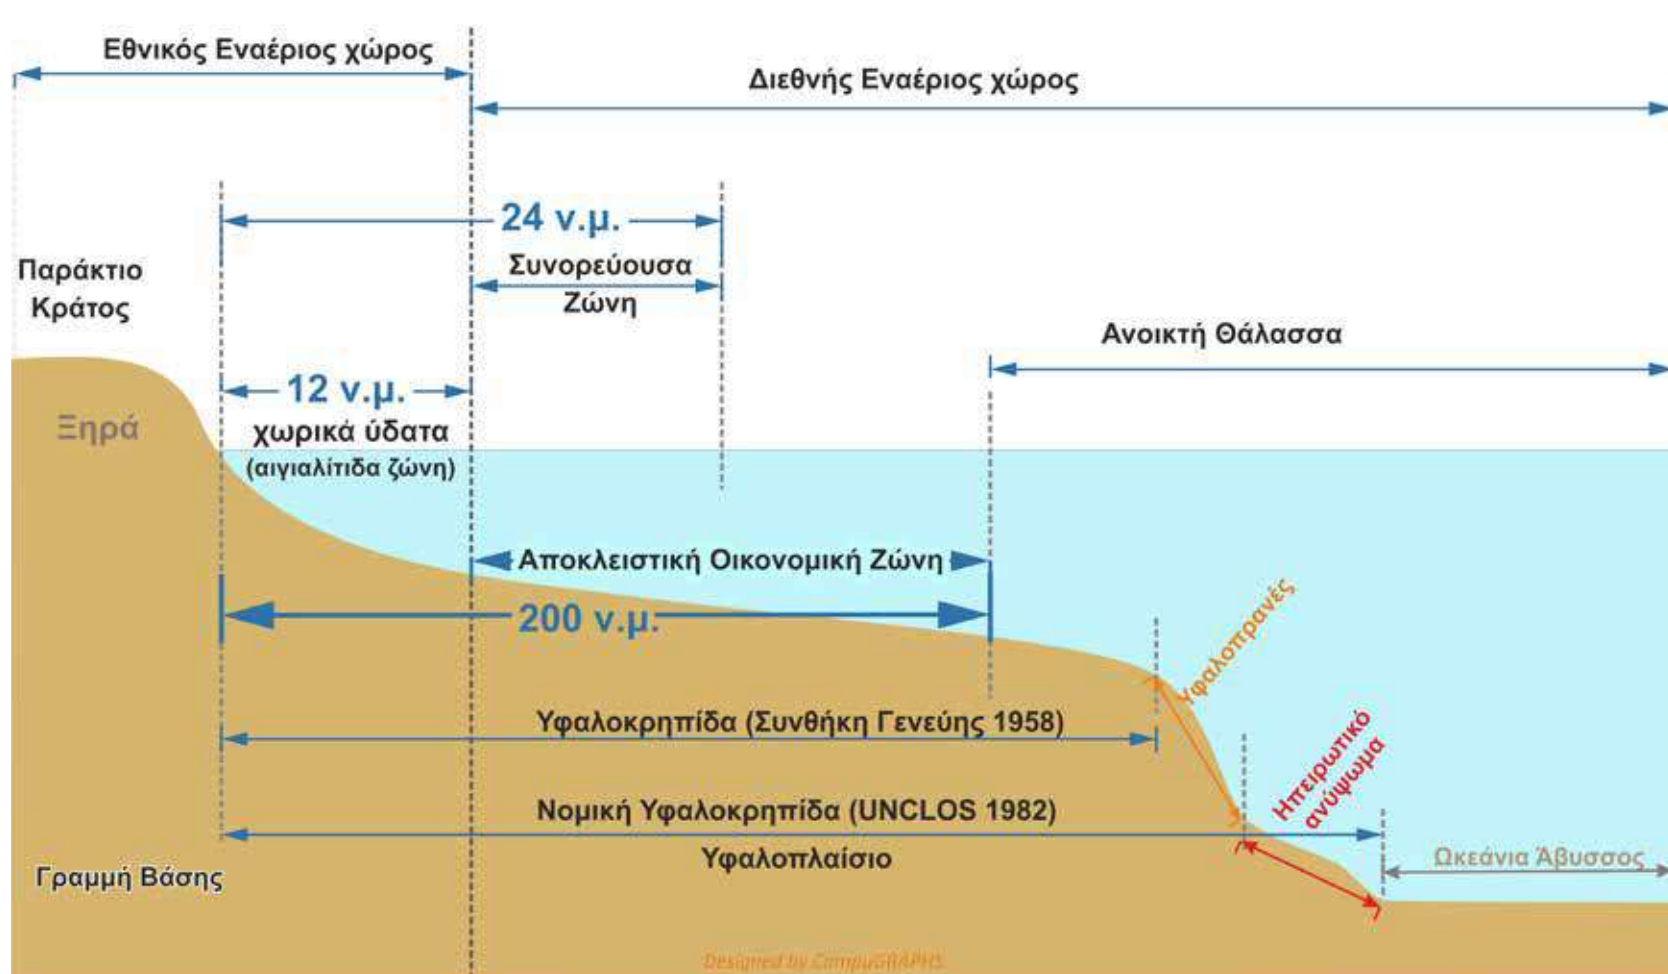 Εθνικός Εναέριος χώρος
Διεθνής Εναέριος χώρος
24 ν.μ.
Συνορεύουσα
Ζώνη
Παράκτιο
Κράτος
Ανοικτή Θάλασσα
12 ν.μ.
Ξηρά
χωρικά ύδατα
(αιγιαλίτιδα ζώνη)
Αποκλειστική Οικονομική Ζώνη
200 ν.μ.
Υφαλοπρανές
Υφαλοκρηπίδα (Συνθήκη Γενεύης 1958)
Ηπειρωτικό
ανύψωμα
Νομική Υφαλοκρηπίδα (UNCLOS 1982)
Υφαλοπλαίσιο
Ωκεάνια Άβυσσος
Γραμμή Βάσης
Designed by CampuGRAPHS